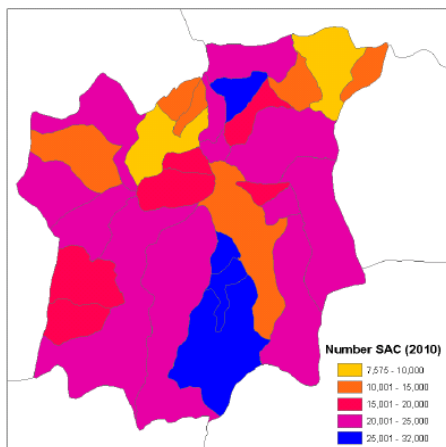 Number SAC (2010)
7,575 - 10,000
10,001 - 15,000
15,001 - 20,000
20,001 - 25,000
25,001 - 32,000